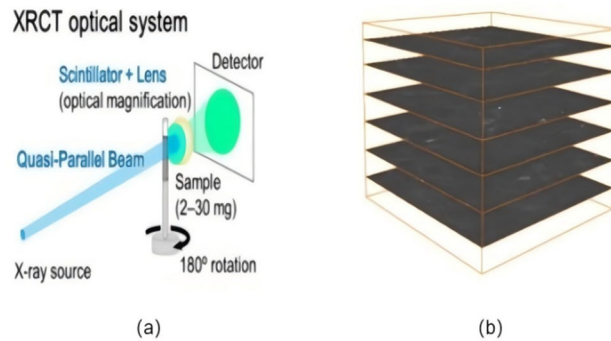 XRCT optical system
Detector
Scintillator + Lens
(optical magnification)
Quasi-Parallel Beam
Sample
(2–30 mg)
X-ray source
180º rotation
(a)
(b)